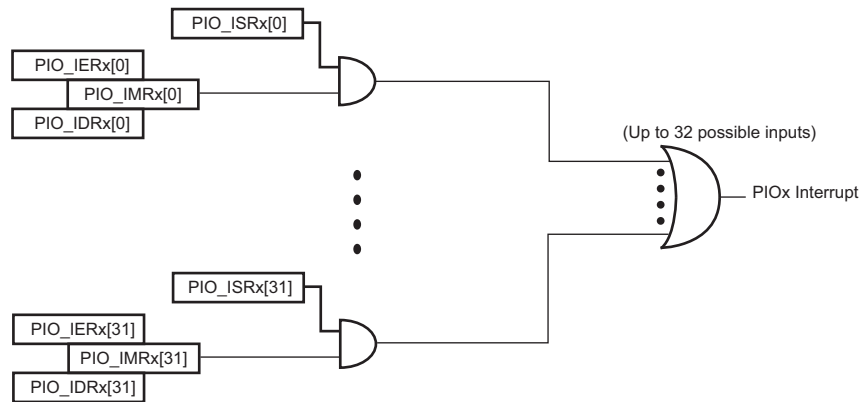 PIO_ISRx[0]
PIO_IERx[0]
PIO_IMRx[0]
PIO_IDRx[0]
(Up to 32 possible inputs)
PIOx Interrupt
PIO_ISRx[31]
PIO_IERx[31]
PIO_IMRx[31]
PIO_IDRx[31]